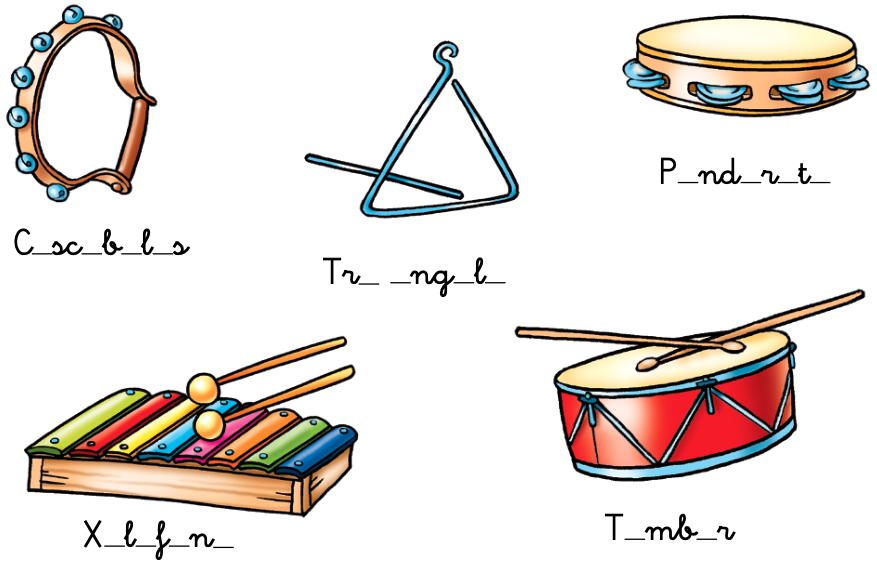 P_nd_r_t_
C_sc_b_l_s
Tr_ _ng_l_
X_l_f_n_
T_mb_r